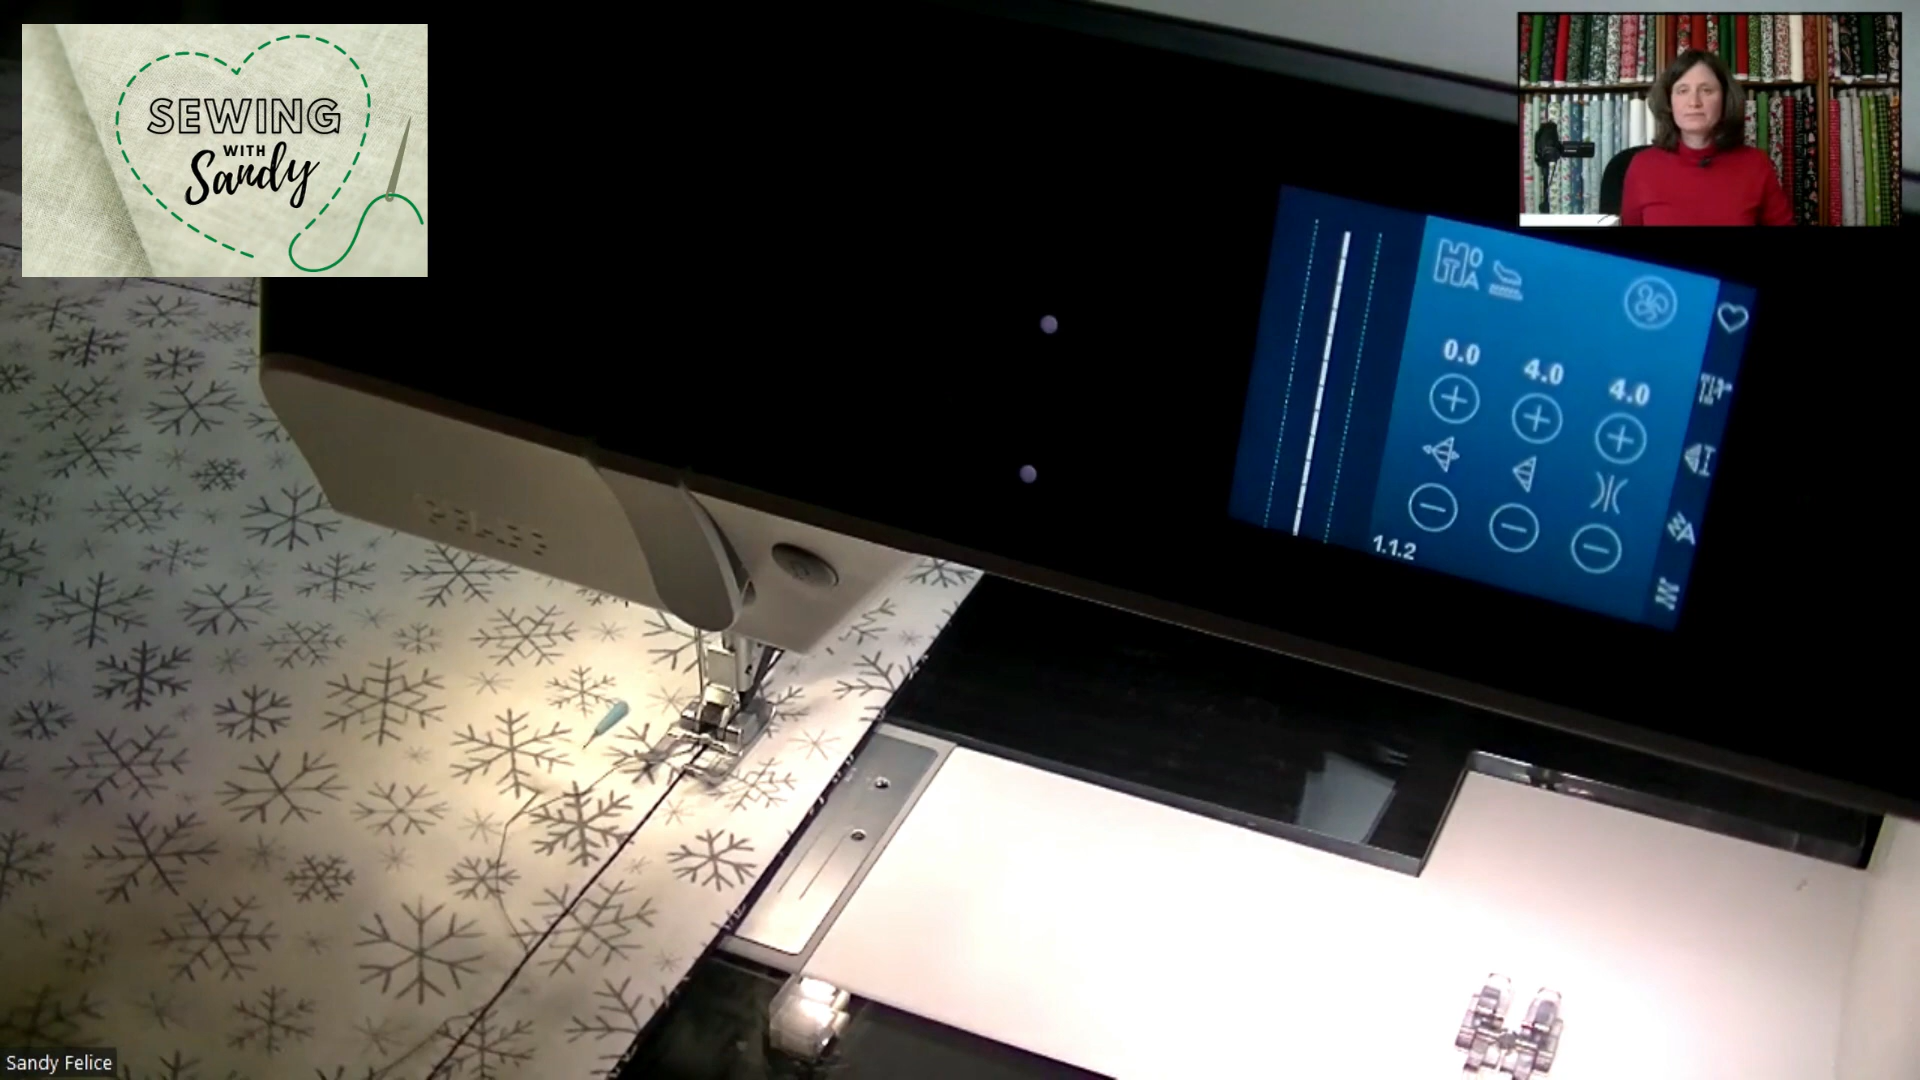 SEWING
WITH
Sandy
0.0
4.0
4.0
1.1.2
Sandy Felice